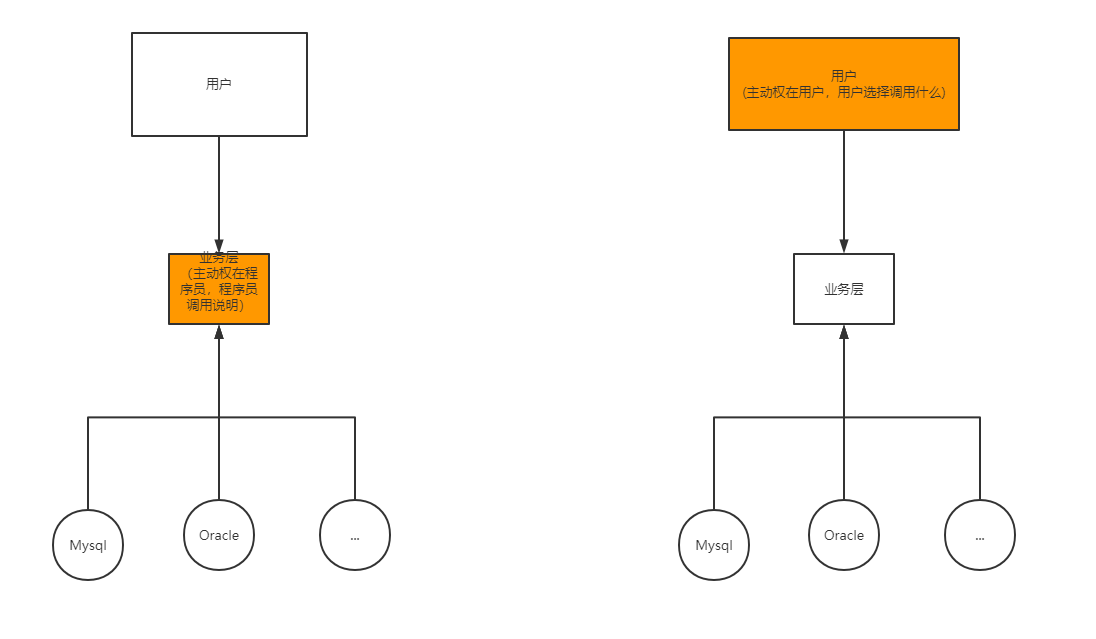 用户
业务层
（主动权在程
序员，程序员
调用说明）
Mysql
Oracle
...
用户
(主动权在用户，用户选择调用什么)
业务层
Mysql
Oracle
...